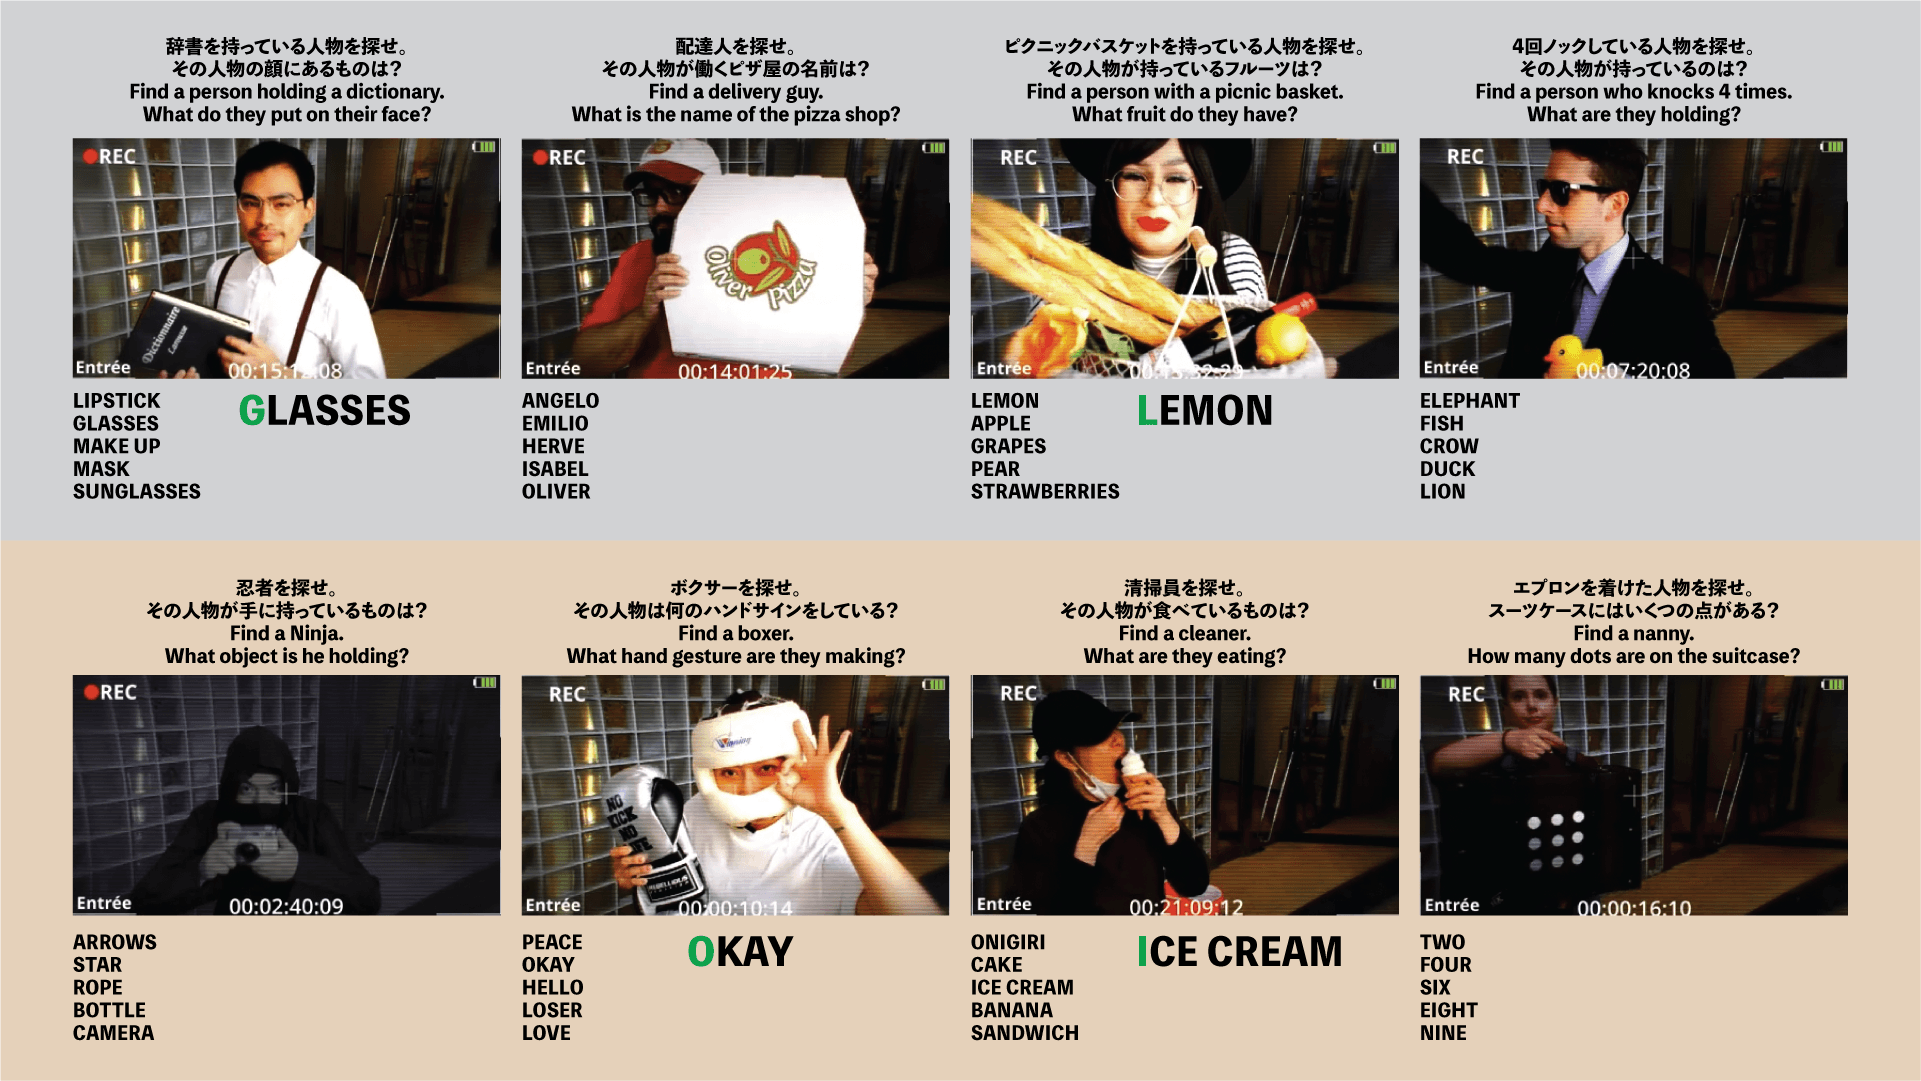 辞書を持っている人物を探せ。
その人物の顔にあるものは?
Find a person holding a dictionary.
What do they put on their face?
REC
Dictionnaire
Larousse
Entrée
00:15:12:08
LIPSTICK
GLASSES
MAKE UP
MASK
SUNGLASSES
GLASSES
配達人を探せ。
その人物が働くピザ屋の名前は?
Find a delivery guy.
What is the name of the pizza shop?
REC
Oliver Pizza
Entrée
00:14:01:25
ANGELO
EMILIO
HERVE
ISABEL
OLIVER
ピクニックバスケットを持っている人物を探せ。
その人物が持っているフルーツは?
Find a person with a picnic basket.
What fruit do they have?
REC
Entrée
LEMON
APPLE
GRAPES
PEAR
STRAWBERRIES
LEMON
4回ノックしている人物を探せ。
その人物が持っているのは?
Find a person who knocks 4 times.
What are they holding?
REC
Entrée
00:07:20:08
ELEPHANT
FISH
CROW
DUCK
LION
忍者を探せ。
その人物が手に持っているものは?
Find a Ninja.
What object is he holding?
REC
Entrée
00:02:40:09
ARROWS
STAR
ROPE
BOTTLE
CAMERA
ボクサーを探せ。
その人物は何のハンドサインをしている?
Find a boxer.
What hand gesture are they making?
REC
Winning
NO
KICK
NO
Entrée
00:00:10:14
PEACE
OKAY
HELLO
LOSER
LOVE
OKAY
清掃員を探せ。
その人物が食べているものは?
Find a cleaner.
What are they eating?
REC
Entrée
00:21:09:12
ONIGIRI
CAKE
ICE CREAM
BANANA
SANDWICH
ICE CREAM
エプロンを着けた人物を探せ。
スーツケースにはいくつの点がある?
Find a nanny.
How many dots are on the suitcase?
REC
Entrée
00:00:16:10
TWO
FOUR
SIX
EIGHT
NINE